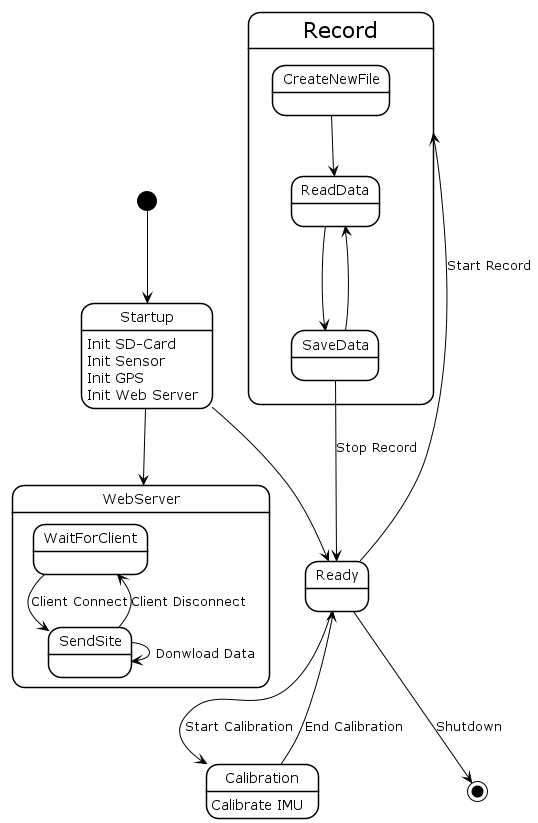 Record
CreateNewFile
ReadData
Start Record
Startup
Init SD-Card
Init Sensor
Init GPS
Init Web Server
SaveData
Stop Record
WebServer
WaitForClient
Ready
Client Connect
Client Disconnect
SendSite
Donwload Data
Start Calibration
End Calibration
Shutdown
Calibration
Calibrate IMU